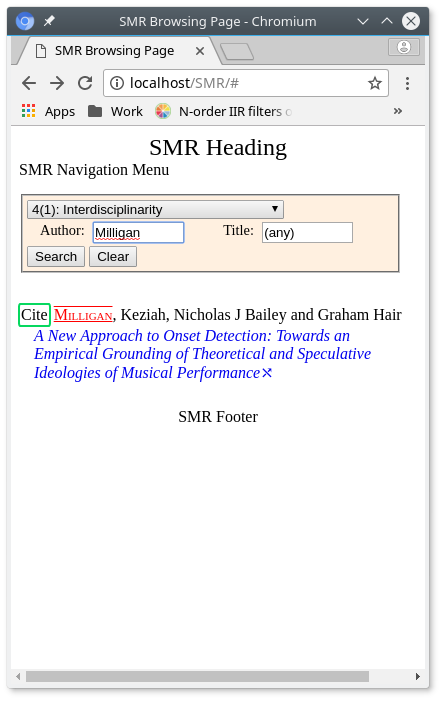 SMR Browsing Page - Chromium
SMR Browsing Page
localhost/SMR/#
Apps Work N-order IIR filters o
SMR Heading
SMR Navigation Menu
4(1): Interdisciplinarity
Author: Milligan Title: (any)
Search Clear
Cite Milligan, Keziah, Nicholas J Bailey and Graham Hair
A New Approach to Onset Detection: Towards an
Empirical Grounding of Theoretical and Speculative
Ideologies of Musical Performance⤨
SMR Footer